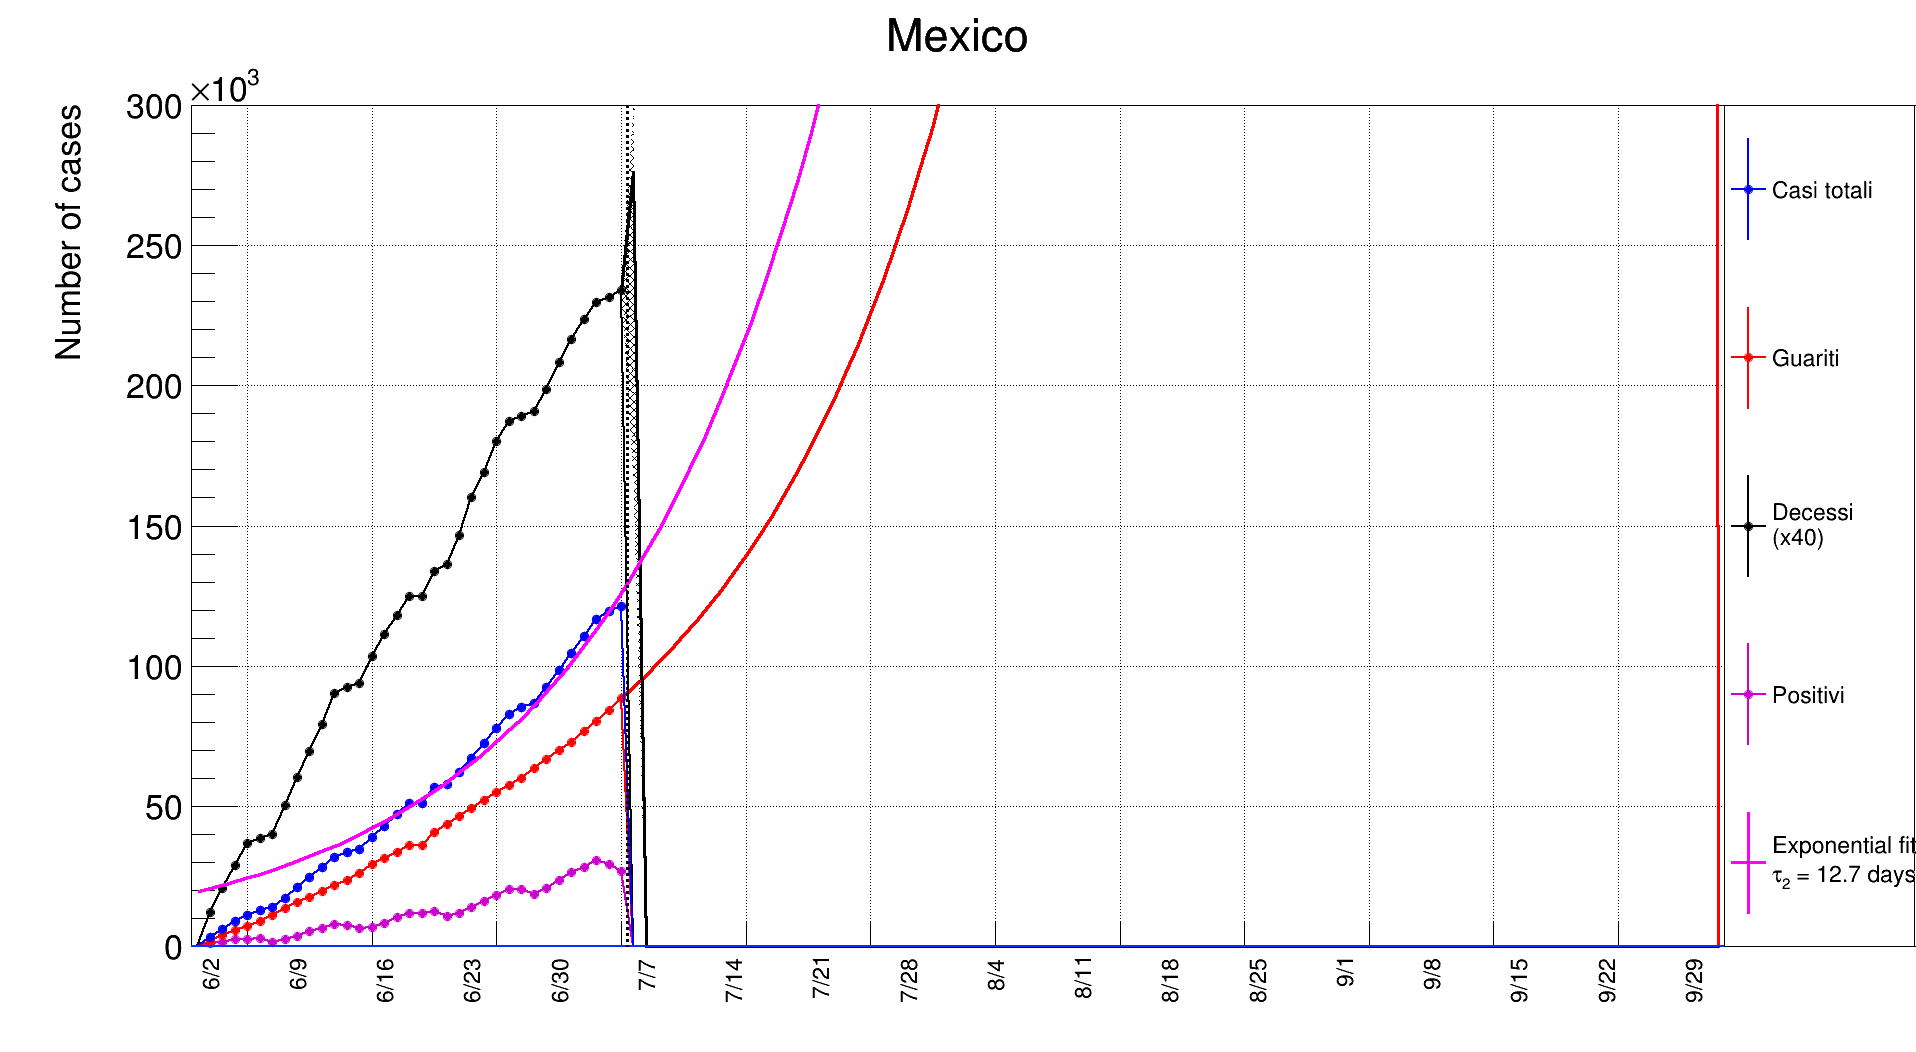 Mexico
×10³
Number of cases
300
250
200
150
100
50
0
6/2
6/9
6/16
6/23
6/30
7/7
7/14
7/21
7/28
8/4
8/11
8/18
8/25
9/1
9/8
9/15
9/22
9/29
Casi totali
Guariti
Decessi
(x40)
Positivi
Exponential fit
τ₂ = 12.7 days